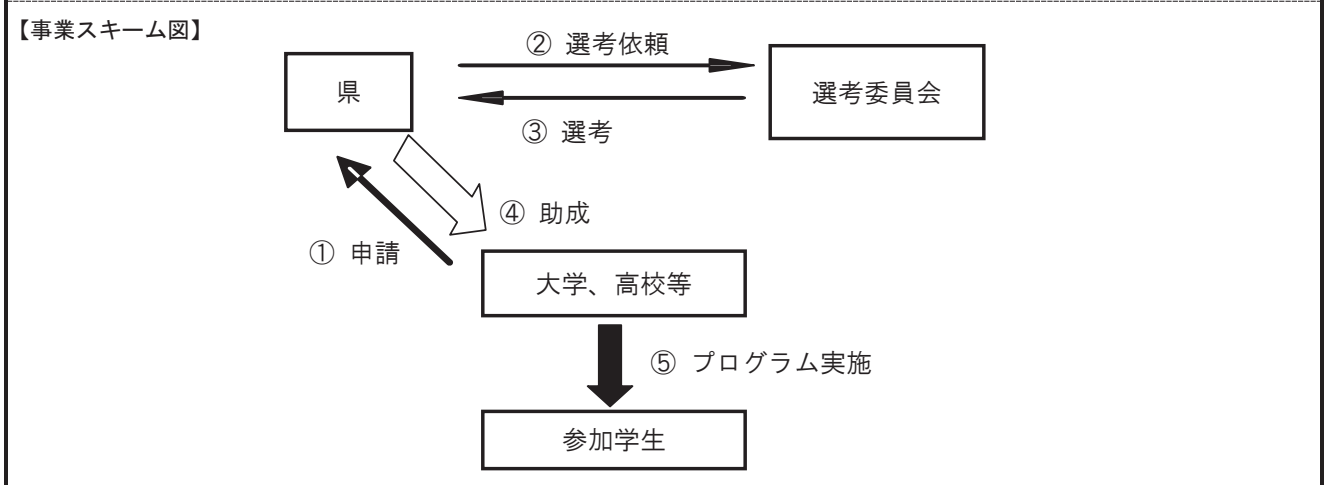 【事業スキーム図】
② 選考依頼
県
選考委員会
③ 選考
④ 助成
① 申請
大学、高校等
⑤ プログラム実施
参加学生